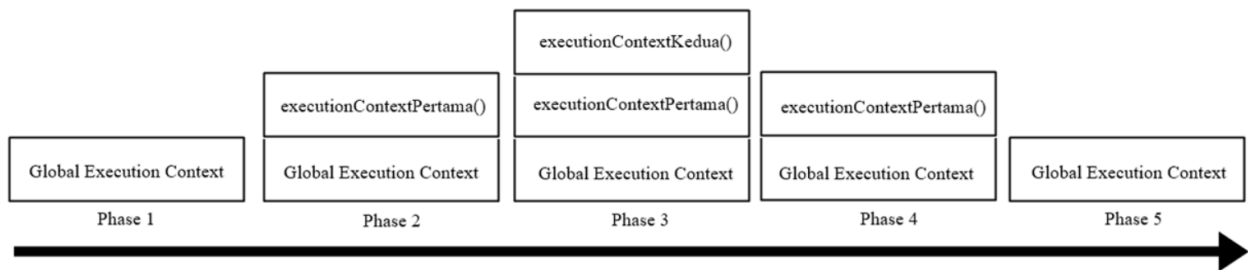 executionContextKedua()
executionContextPertama() executionContextPertama() executionContextPertama()
Global Execution Context Global Execution Context Global Execution Context Global Execution Context Global Execution Context
Phase 1 Phase 2 Phase 3 Phase 4 Phase 5